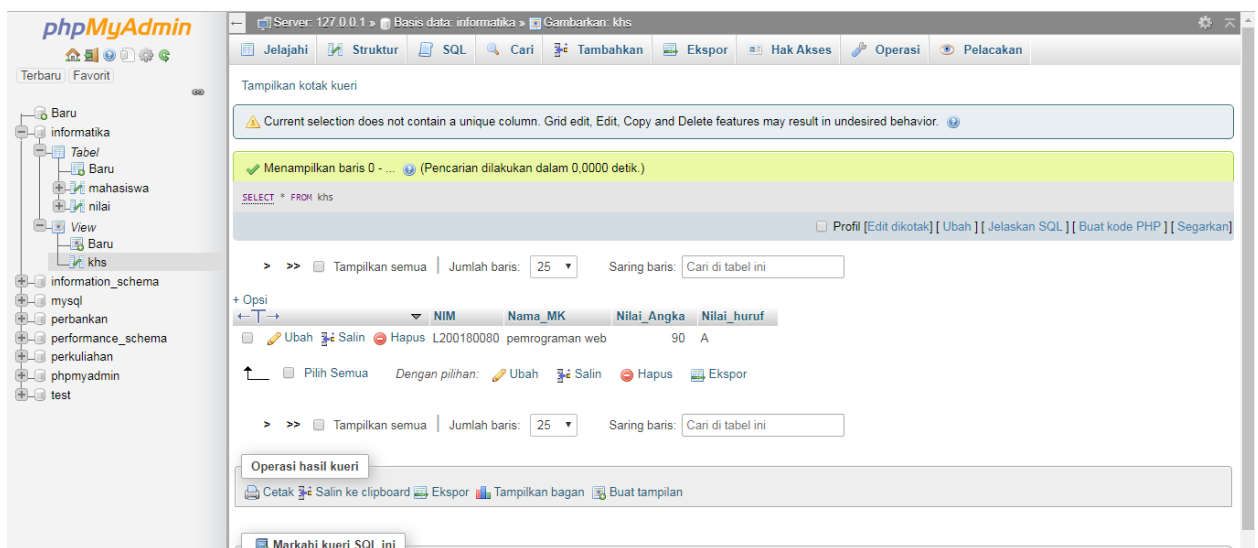 phpMyAdmin
Terbaru Favorit
Baru
informatika
Tabel
Baru
mahasiswa
nilai
View
Baru
khs
information_schema
mysql
perbankan
performance_schema
perkuliahan
phpmyadmin
test
Server: 127.0.0.1 » Basis data: informatika » Gambarkan: khs
Jelajahi Struktur SQL Cari Tambahkan Ekspor Hak Akses Operasi Pelacakan
Tampilkan kotak kueri
Current selection does not contain a unique column. Grid edit, Edit, Copy and Delete features may result in undesired behavior.
Menampilkan baris 0 - ... (Pencarian dilakukan dalam 0,0000 detik.)
SELECT * FROM khs
Profil [Edit dikotak] [ Ubah ] [ Jelaskan SQL ] [ Buat kode PHP ] [ Segarkan]
> >> Tampilkan semua | Jumlah baris: 25 Saring baris: Cari di tabel ini
+ Opsi
←T→ NIM Nama_MK Nilai_Angka Nilai_huruf
Ubah Salin Hapus L200180080 pemrograman web 90 A
Pilih Semua Dengan pilihan: Ubah Salin Hapus Ekspor
> >> Tampilkan semua | Jumlah baris: 25 Saring baris: Cari di tabel ini
Operasi hasil kueri
Cetak Salin ke clipboard Ekspor Tampilkan bagan Buat tampilan
Markahi kueri SQL ini